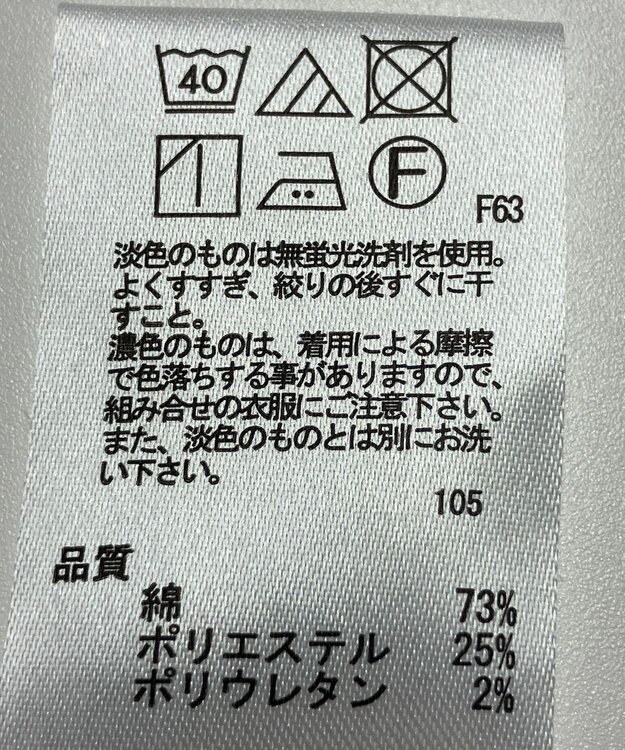 40
F
F63
淡色のものは無蛍光洗剤を使用。
よくすすぎ、絞りの後すぐに干
すこと。
濃色のものは、着用による摩擦
で色落ちする事がありますので、
組み合せの衣服にご注意下さい。
また、淡色のものとは別にお洗
い下さい。
105
品質
綿 73%
ポリエステル 25%
ポリウレタン 2%